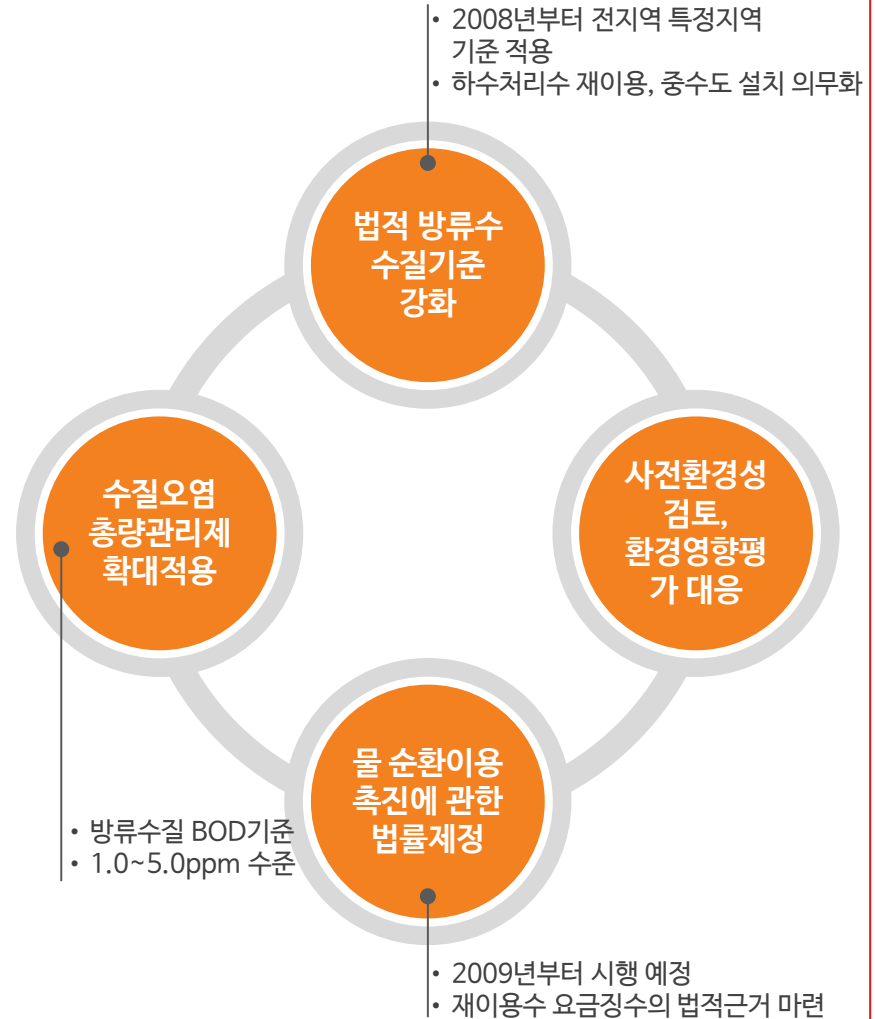 • 2008년부터 전지역 특정지역
기준 적용
• 하수처리수 재이용, 중수도 설치 의무화
법적 방류수
수질기준
강화
수질오염
총량관리제
확대적용
사전환경성
검토,
환경영향평
가 대응
물 순환이용
촉진에 관한
법률제정
• 방류수질 BOD기준
• 1.0~5.0ppm 수준
• 2009년부터 시행 예정
• 재이용수 요금징수의 법적근거 마련